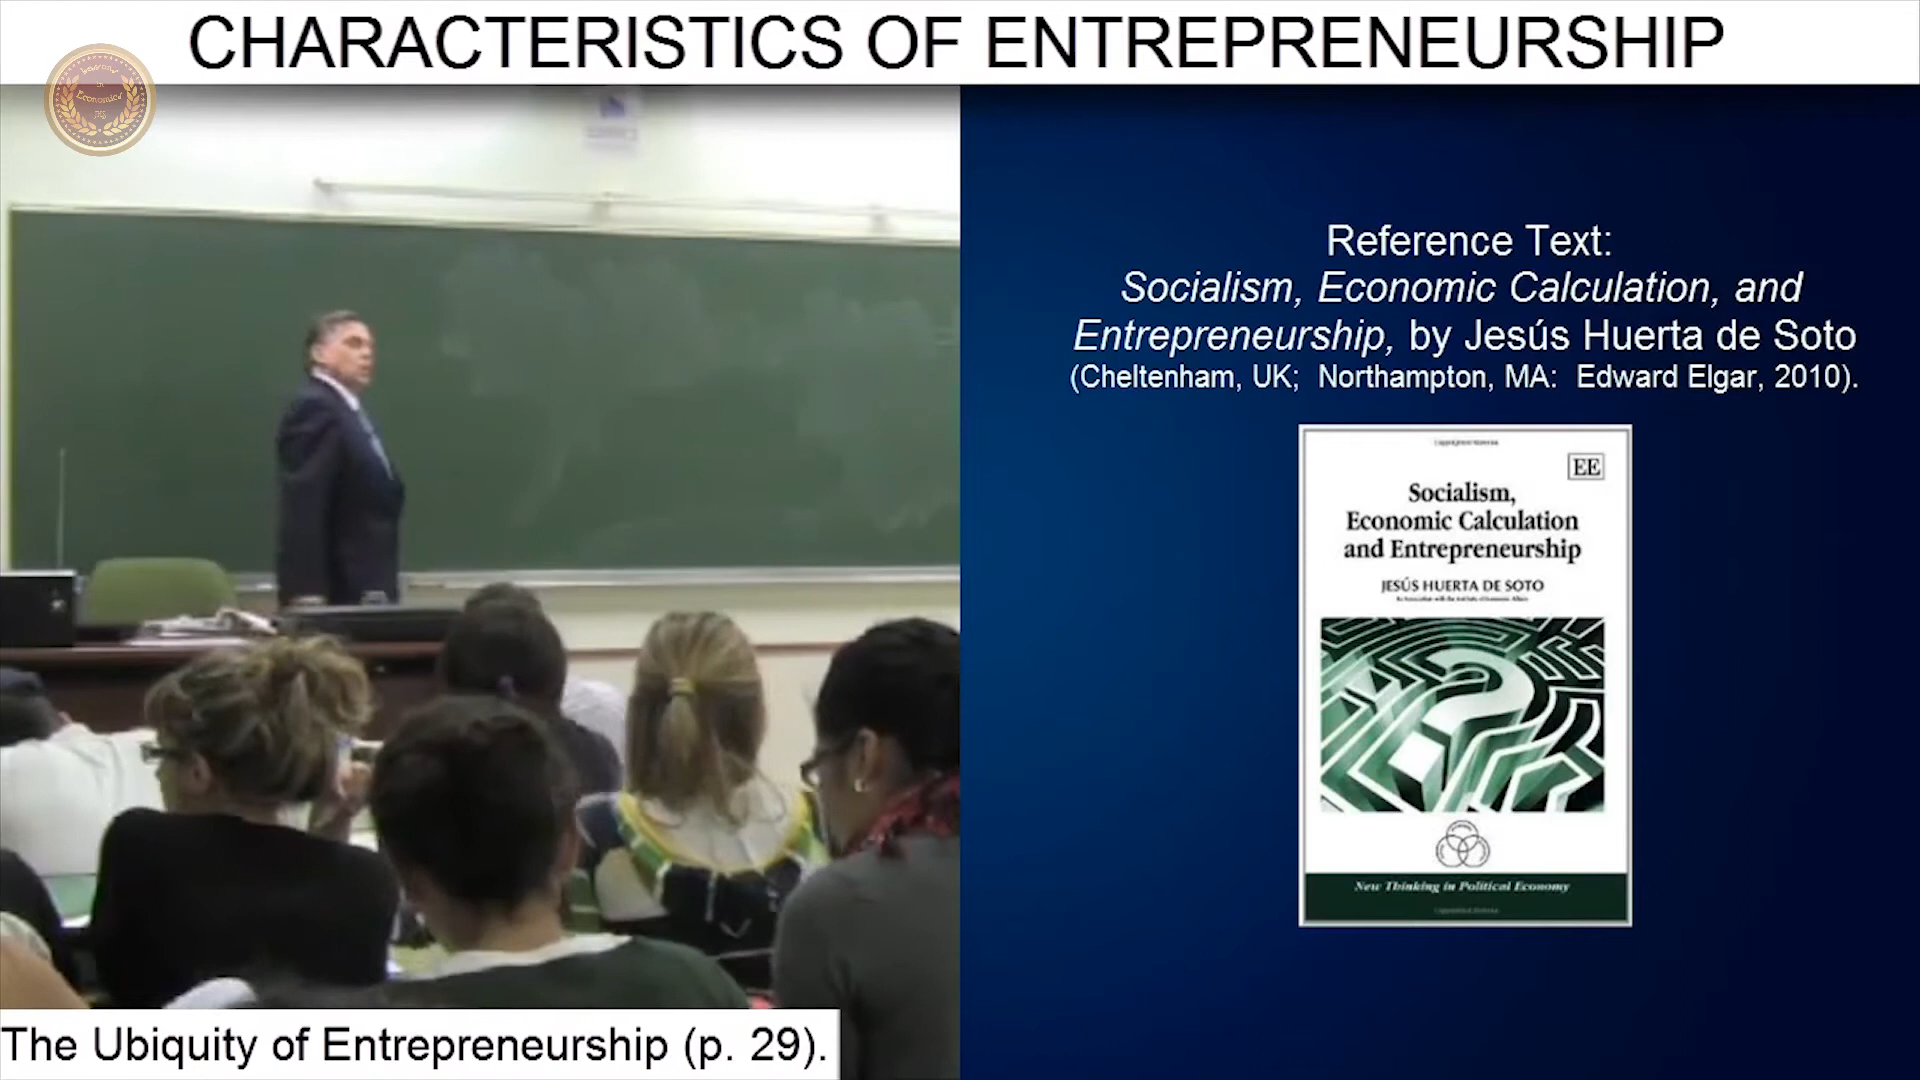 CHARACTERISTICS OF ENTREPRENEURSHIP
Economics
Reference Text:
Socialism, Economic Calculation, and
Entrepreneurship, by Jesús Huerta de Soto
(Cheltenham, UK; Northampton, MA: Edward Elgar, 2010).
EE
Socialism,
Economic Calculation
and Entrepreneurship
JESÚS HUERTA DE SOTO
New Thinking in Political Economy
The Ubiquity of Entrepreneurship (p. 29).